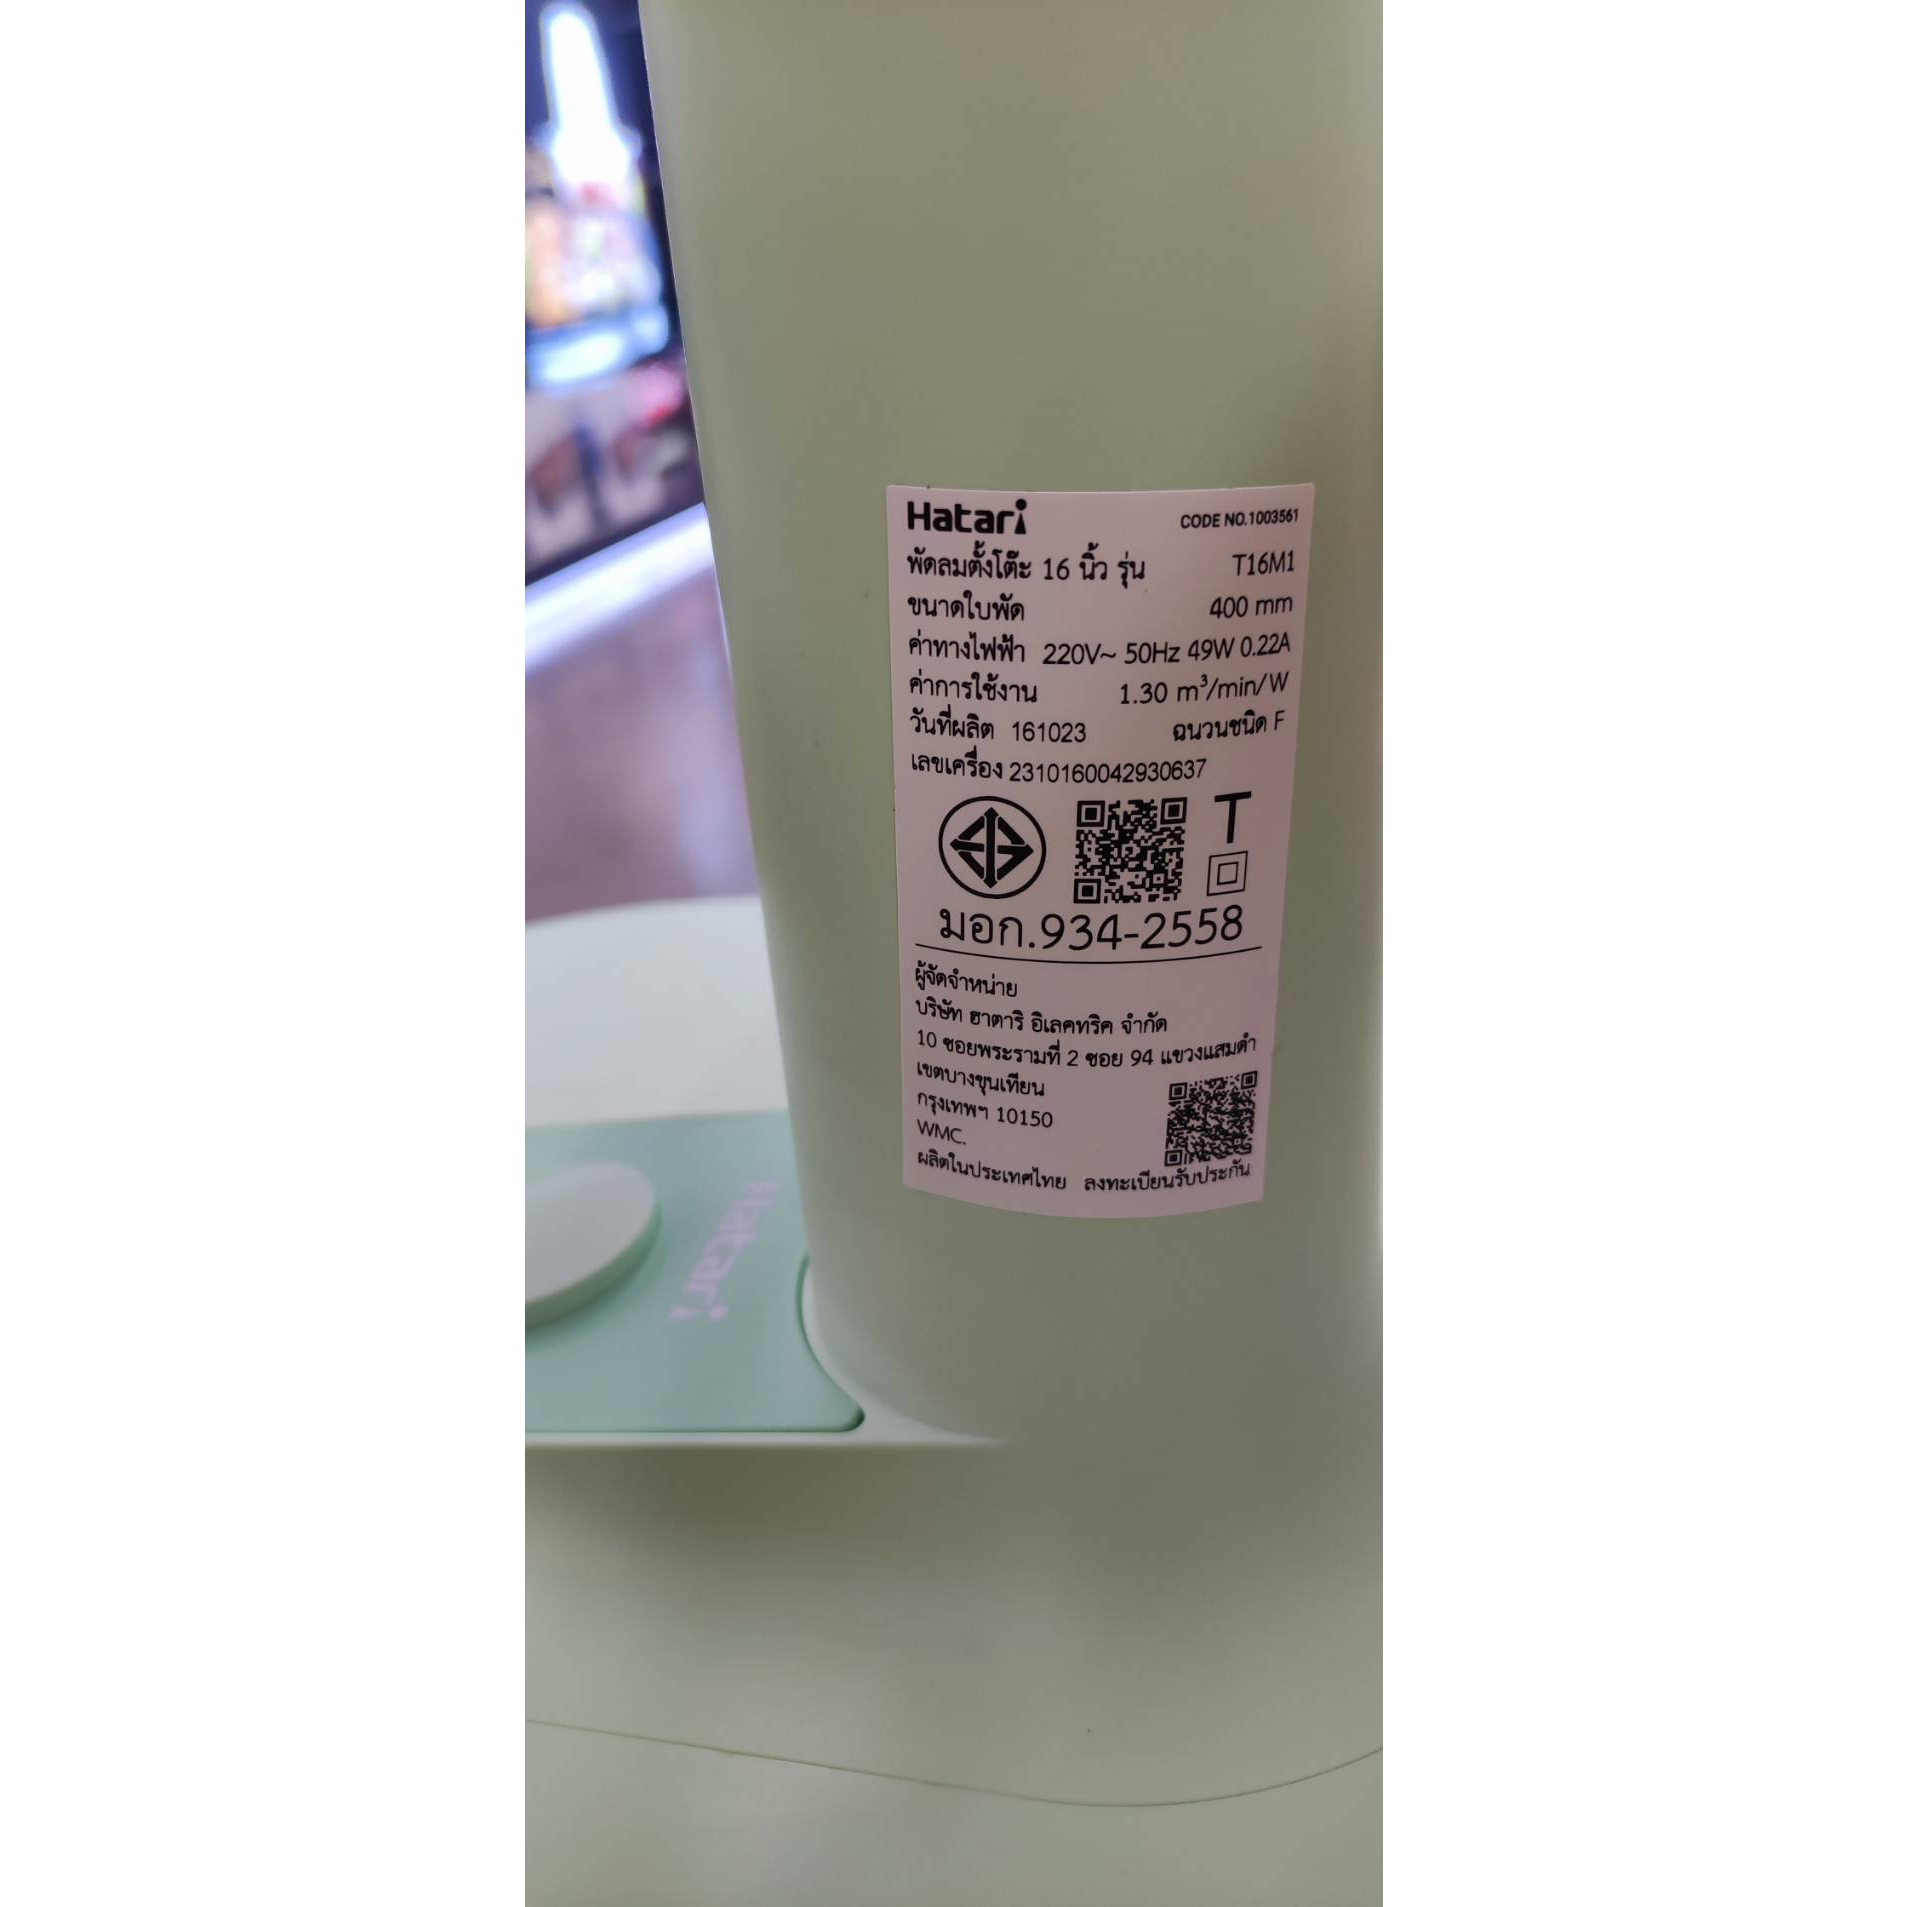 Hatari CODE NO.1003561
พัดลมตั้งโต๊ะ 16 นิ้ว รุ่น T16M1
ขนาดใบพัด 400 mm
ค่าทางไฟฟ้า 220V~ 50Hz 49W 0.22A
ค่าการใช้งาน 1.30 m³/min/W
วันที่ผลิต 161023 ฉนวนชนิด F
เลขเครื่อง 2310160042930637
T
มอก.934-2558
ผู้จัดจำหน่าย
บริษัท ฮาตาริ อิเลคทริค จำกัด
10 ซอยพระรามที่ 2 ซอย 94 แขวงแสมดำ
เขตบางขุนเทียน
กรุงเทพฯ 10150
WMC.
ผลิตในประเทศไทย ลงทะเบียนรับประกัน
Hatari